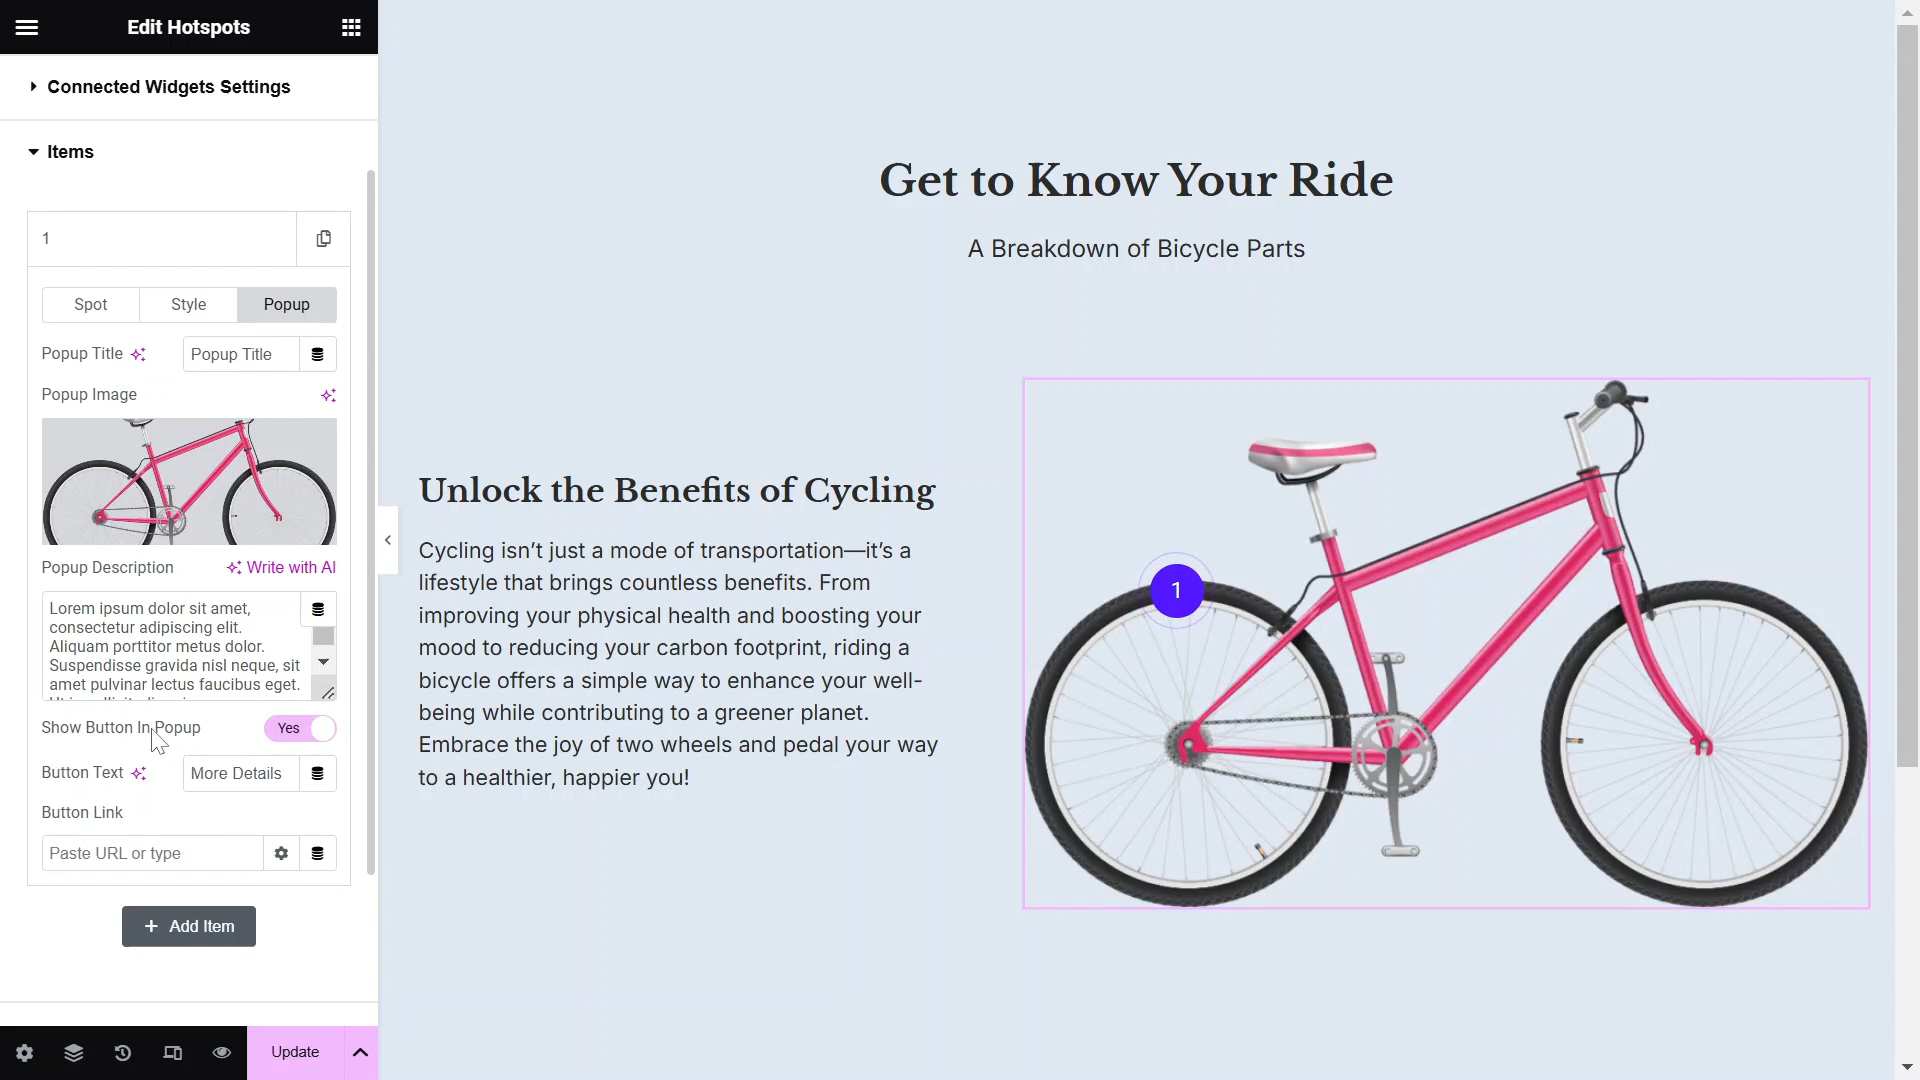 Edit Hotspots
Connected Widgets Settings
Items
1
Spot
Style
Popup
Popup Title
Popup Title
Popup Image
Popup Description
Write with AI
Lorem ipsum dolor sit amet,
consectetur adipiscing elit.
Aliquam porttitor metus dolor.
Suspendisse gravida nisl neque, sit
amet pulvinar lectus faucibus eget.
Show Button In Popup
Yes
Button Text
More Details
Button Link
Paste URL or type
+ Add Item
Update
Get to Know Your Ride
A Breakdown of Bicycle Parts
Unlock the Benefits of Cycling
Cycling isn’t just a mode of transportation—it’s a
lifestyle that brings countless benefits. From
improving your physical health and boosting your
mood to reducing your carbon footprint, riding a
bicycle offers a simple way to enhance your well-
being while contributing to a greener planet.
Embrace the joy of two wheels and pedal your way
to a healthier, happier you!
1